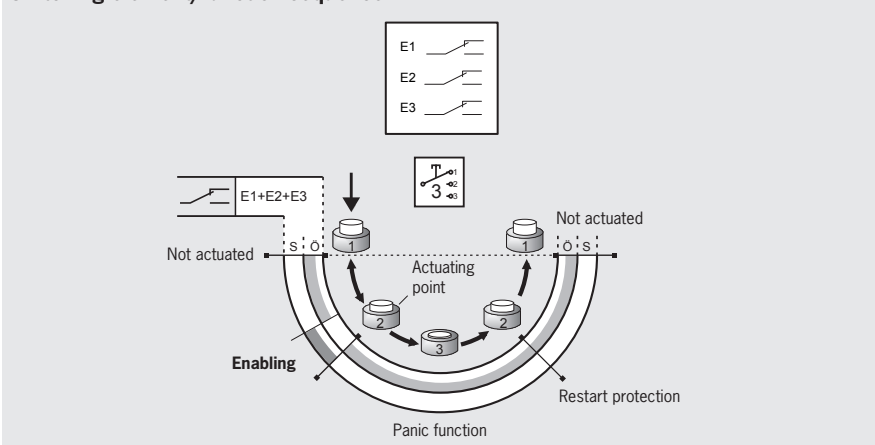 E1
E2
E3
1
2
3
3
E1+E2+E3
Not actuated
S Ö
1
1
Ö S
Not actuated
Actuating
point
2
2
3
Enabling
Restart protection
Panic function